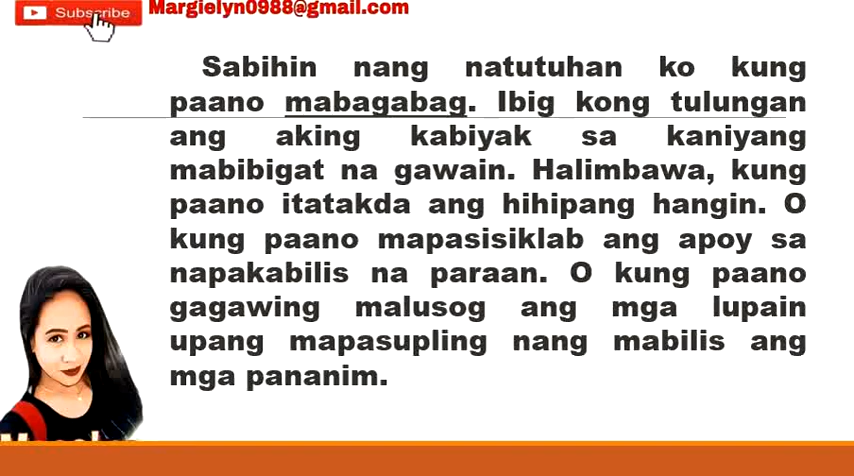 Subscribe Margielyn0988@gmail.com
Sabihin nang natutuhan ko kung
paano mabagabag. Ibig kong tulungan
ang aking kabiyak sa kaniyang
mabibigat na gawain. Halimbawa, kung
paano itatakda ang hihipang hangin. O
kung paano mapasisiklab ang apoy sa
napakabilis na paraan. O kung paano
gagawing malusog ang mga lupain
upang mapasupling nang mabilis ang
mga pananim.